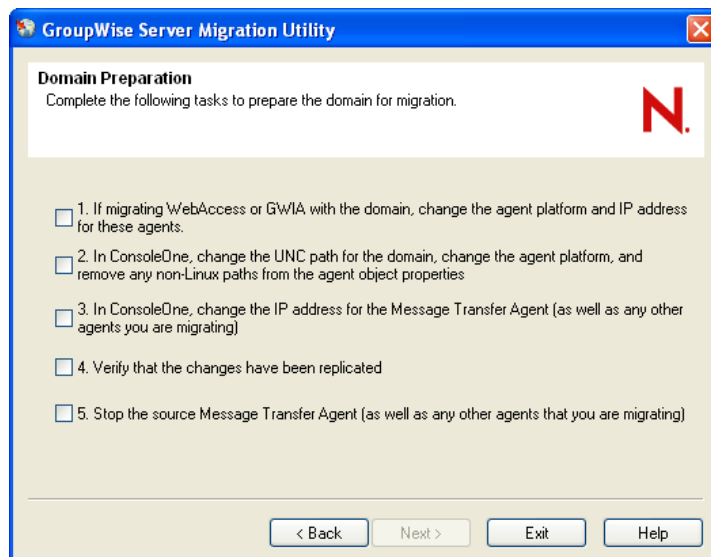 GroupWise Server Migration Utility
Domain Preparation
Complete the following tasks to prepare the domain for migration.
N.
1. If migrating WebAccess or GWIA with the domain, change the agent platform and IP address
for these agents.
2. In ConsoleOne, change the UNC path for the domain, change the agent platform, and
remove any non-Linux paths from the agent object properties
3. In ConsoleOne, change the IP address for the Message Transfer Agent (as well as any other
agents you are migrating)
4. Verify that the changes have been replicated
5. Stop the source Message Transfer Agent (as well as any other agents that you are migrating)
< Back
Next >
Exit
Help